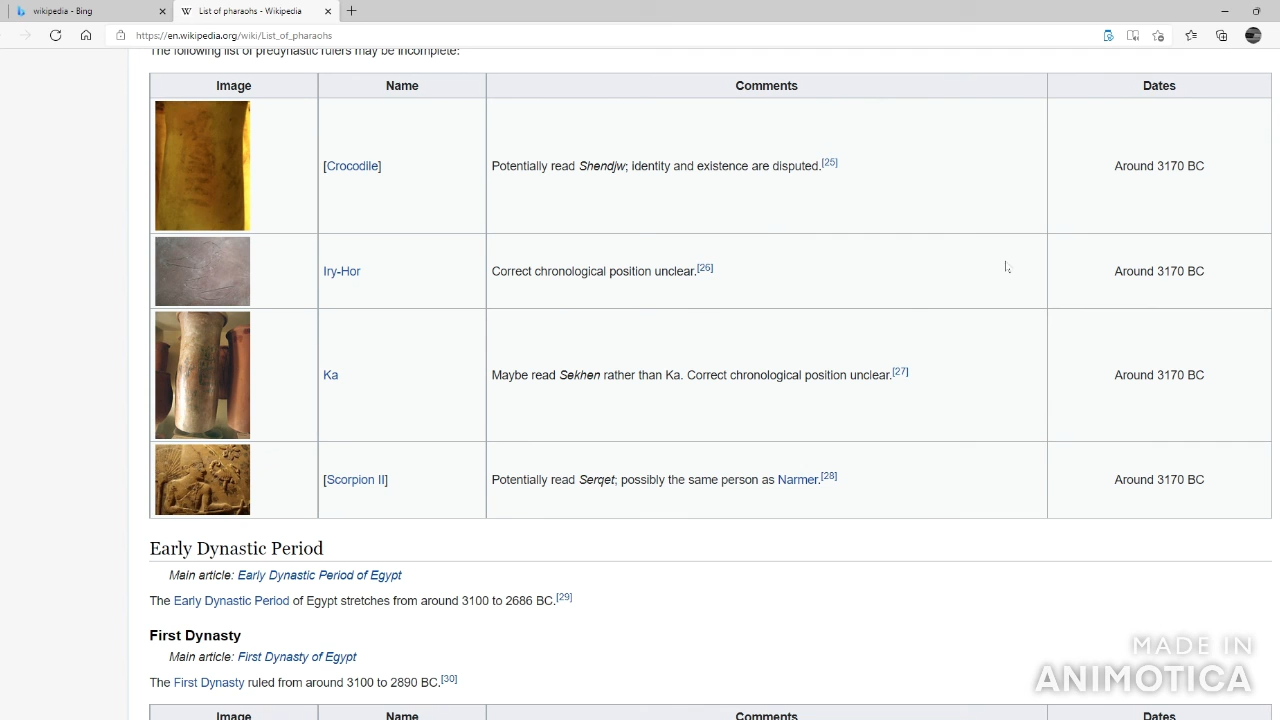 wikipedia - Bing
List of pharaohs - Wikipedia
https://en.wikipedia.org/wiki/List_of_pharaohs
The following list of predynastic rulers may be incomplete:
Image Name Comments Dates
[Crocodile] Potentially read Shendjw; identity and existence are disputed.[25] Around 3170 BC
Iry-Hor Correct chronological position unclear.[26] Around 3170 BC
Ka Maybe read Sekhen rather than Ka. Correct chronological position unclear.[27] Around 3170 BC
[Scorpion II] Potentially read Serqet; possibly the same person as Narmer.[28] Around 3170 BC
Early Dynastic Period
Main article: Early Dynastic Period of Egypt
The Early Dynastic Period of Egypt stretches from around 3100 to 2686 BC.[29]
First Dynasty
Main article: First Dynasty of Egypt
The First Dynasty ruled from around 3100 to 2890 BC.[30]
Image Name Comments Dates
MADE IN
ANIMOTICA